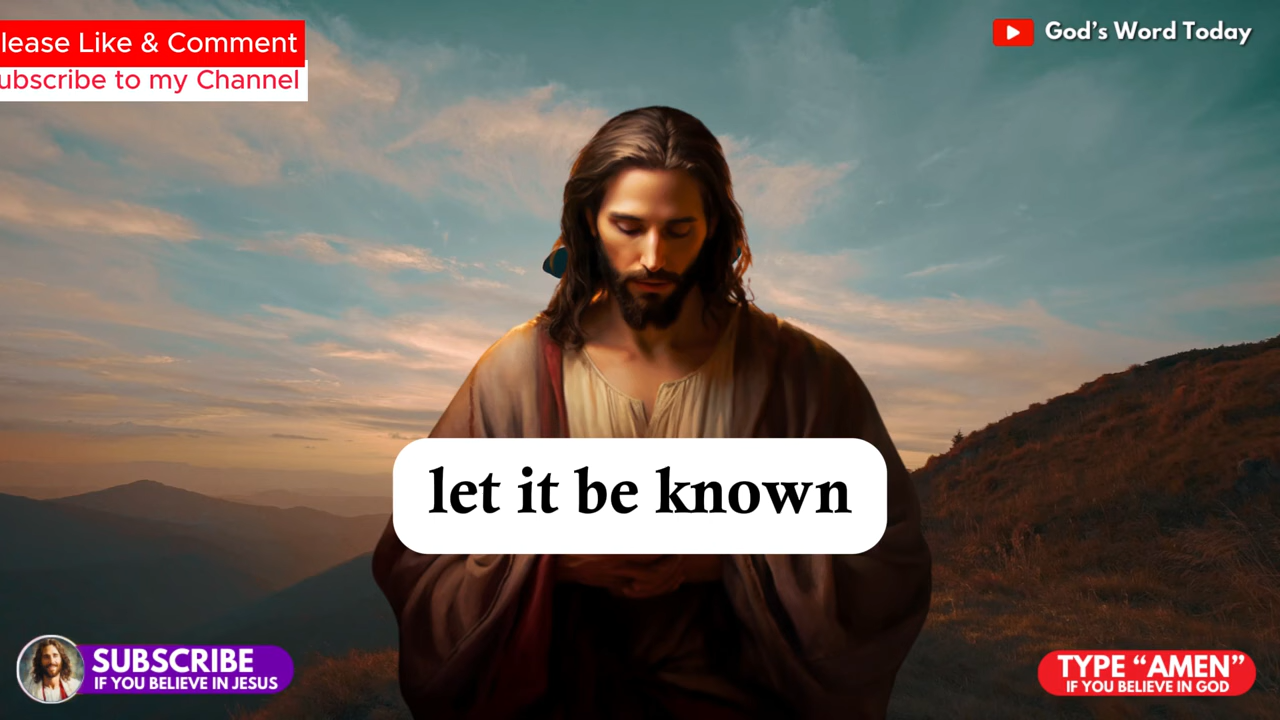 lease Like & Comment
ubscribe to my Channel
God's Word Today
let it be known
SUBSCRIBE
IF YOU BELIEVE IN JESUS
TYPE “AMEN”
IF YOU BELIEVE IN GOD